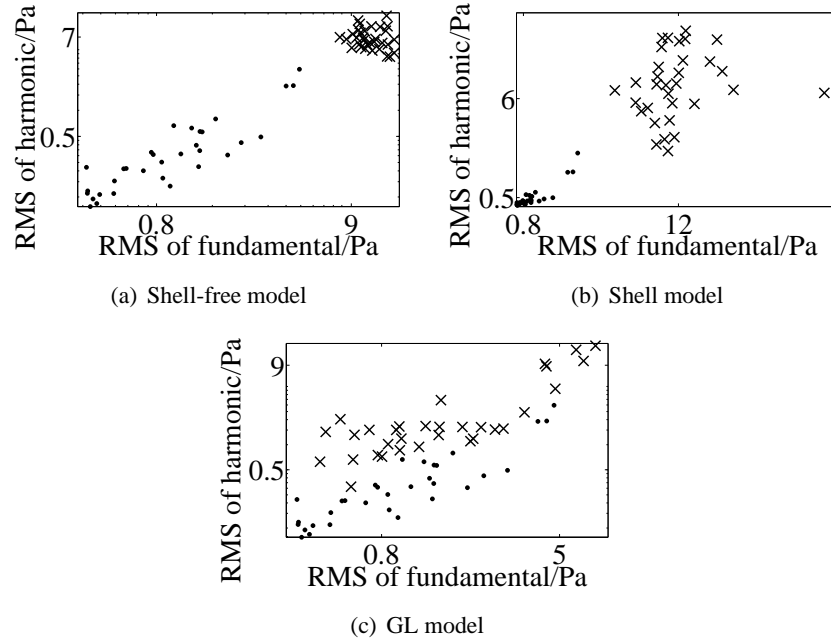 RMS of harmonic/Pa
7
0.5
0.8
9
RMS of fundamental/Pa
(a) Shell-free model
RMS of harmonic/Pa
6
0.5
0.8
12
RMS of fundamental/Pa
(b) Shell model
RMS of harmonic/Pa
9
0.5
0.8
5
RMS of fundamental/Pa
(c) GL model